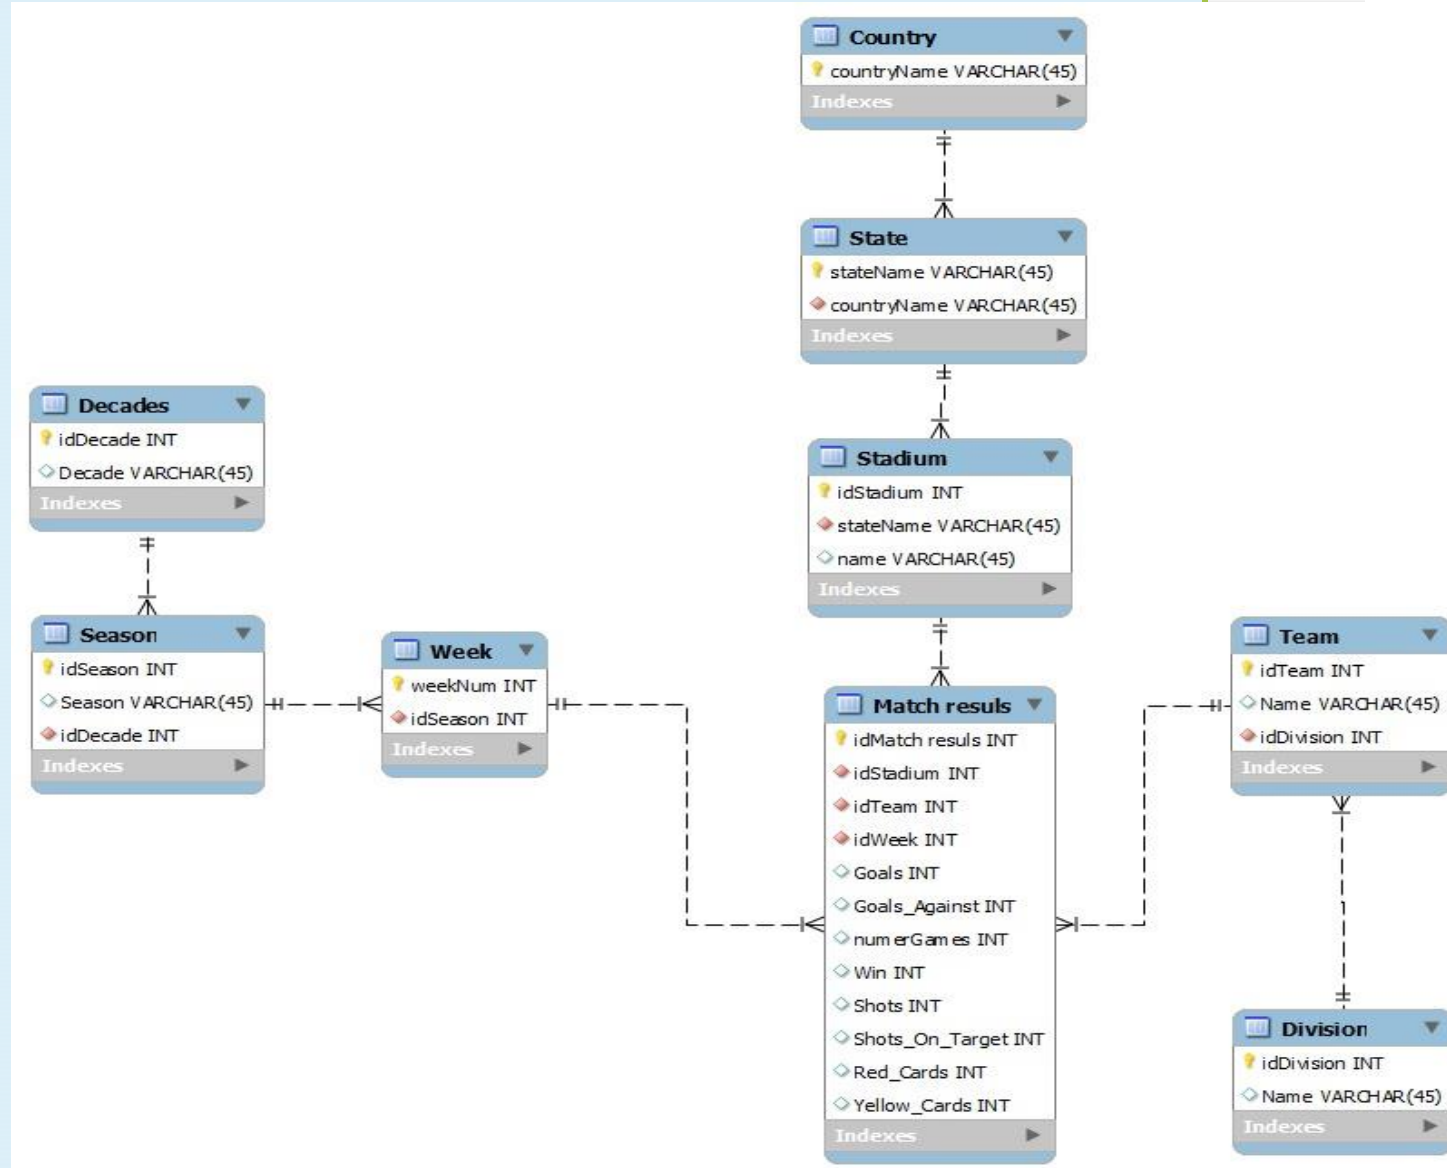 Country
countryName VARCHAR(45)
Indexes
State
stateName VARCHAR(45)
countryName VARCHAR(45)
Indexes
Stadium
idStadium INT
stateName VARCHAR(45)
name VARCHAR(45)
Indexes
Decades
idDecade INT
Decade VARCHAR(45)
Indexes
Season
idSeason INT
Season VARCHAR(45)
idDecade INT
Indexes
Week
weekNum INT
idSeason INT
Indexes
Match resuls
idMatch resuls INT
idStadium INT
idTeam INT
idWeek INT
Goals INT
Goals_Against INT
numerGames INT
Win INT
Shots INT
Shots_On_Target INT
Red_Cards INT
Yellow_Cards INT
Indexes
Team
idTeam INT
Name VARCHAR(45)
idDivision INT
Indexes
Division
idDivision INT
Name VARCHAR(45)
Indexes